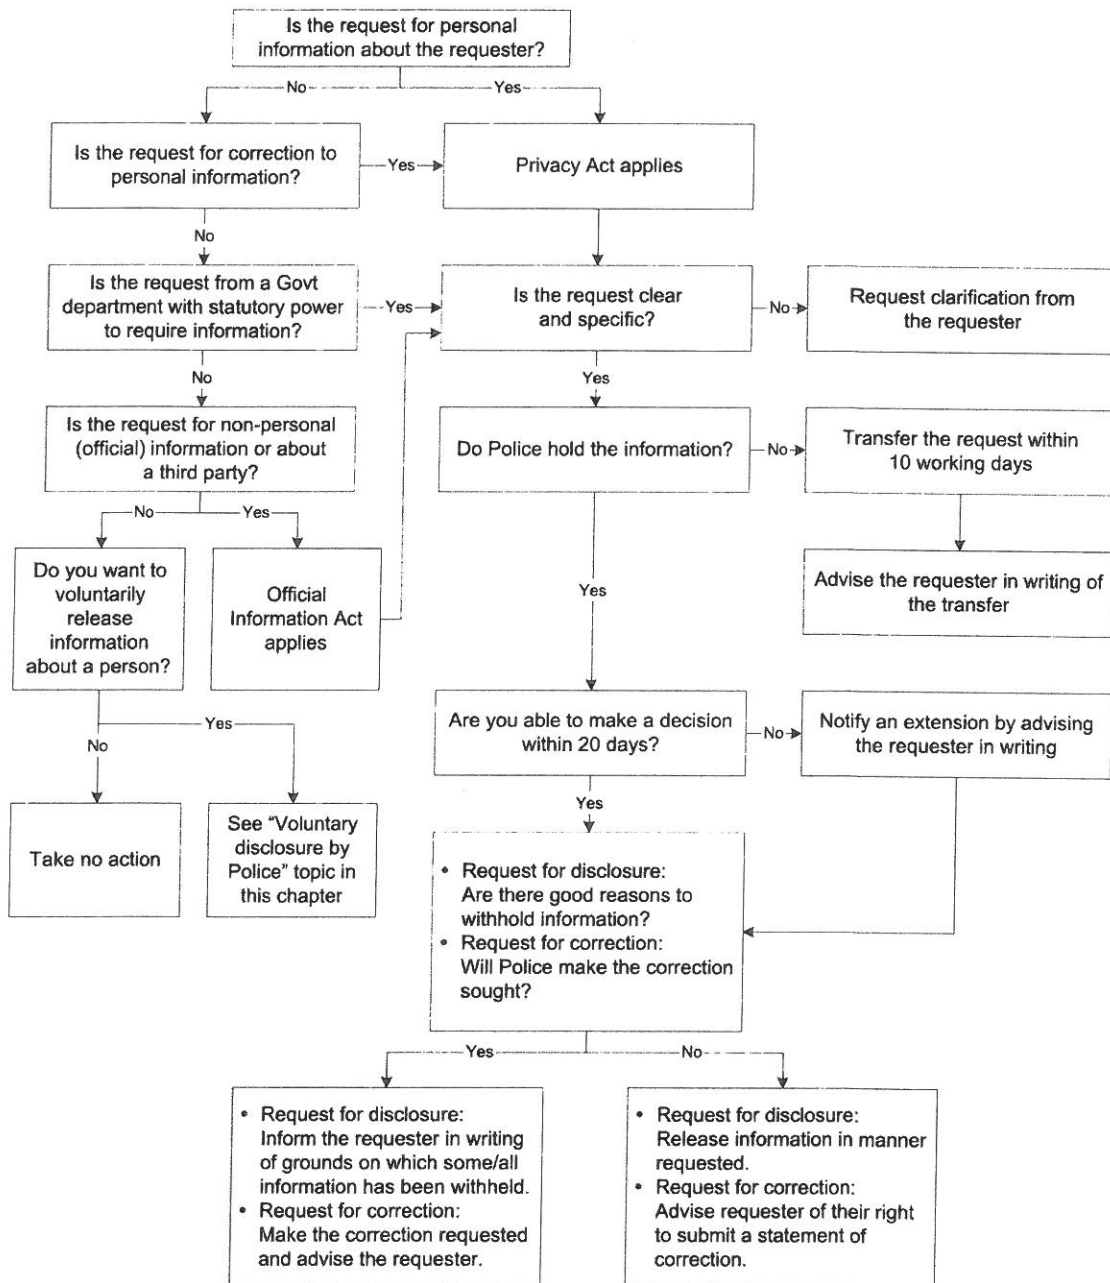 Is the request for personal
information about the requester?
No
Yes
Is the request for correction to
personal information?
Yes
Privacy Act applies
No
Is the request from a Govt
department with statutory power
to require information?
Yes
Is the request clear
and specific?
No
Request clarification from
the requester
No
Yes
Is the request for non-personal
(official) information or about
a third party?
Do Police hold the information?
No
Transfer the request within
10 working days
No
Yes
Do you want to
voluntarily
release
information
about a person?
Official
Information Act
applies
Yes
Advise the requester in writing of
the transfer
No
Yes
Are you able to make a decision
within 20 days?
No
Notify an extension by advising
the requester in writing
Yes
Take no action
See "Voluntary
disclosure by
Police" topic in
this chapter
• Request for disclosure:
Are there good reasons to
withhold information?
• Request for correction:
Will Police make the correction
sought?
Yes
No
• Request for disclosure:
Inform the requester in writing
of grounds on which some/all
information has been withheld.
• Request for correction:
Make the correction requested
and advise the requester.
• Request for disclosure:
Release information in manner
requested.
• Request for correction:
Advise requester of their right
to submit a statement of
correction.